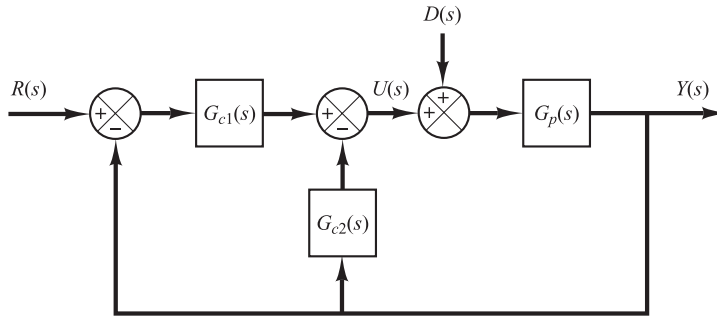 D(s)
R(s)
+
−
G_{c1}(s)
+
−
U(s)
+
+
G_p(s)
Y(s)
G_{c2}(s)